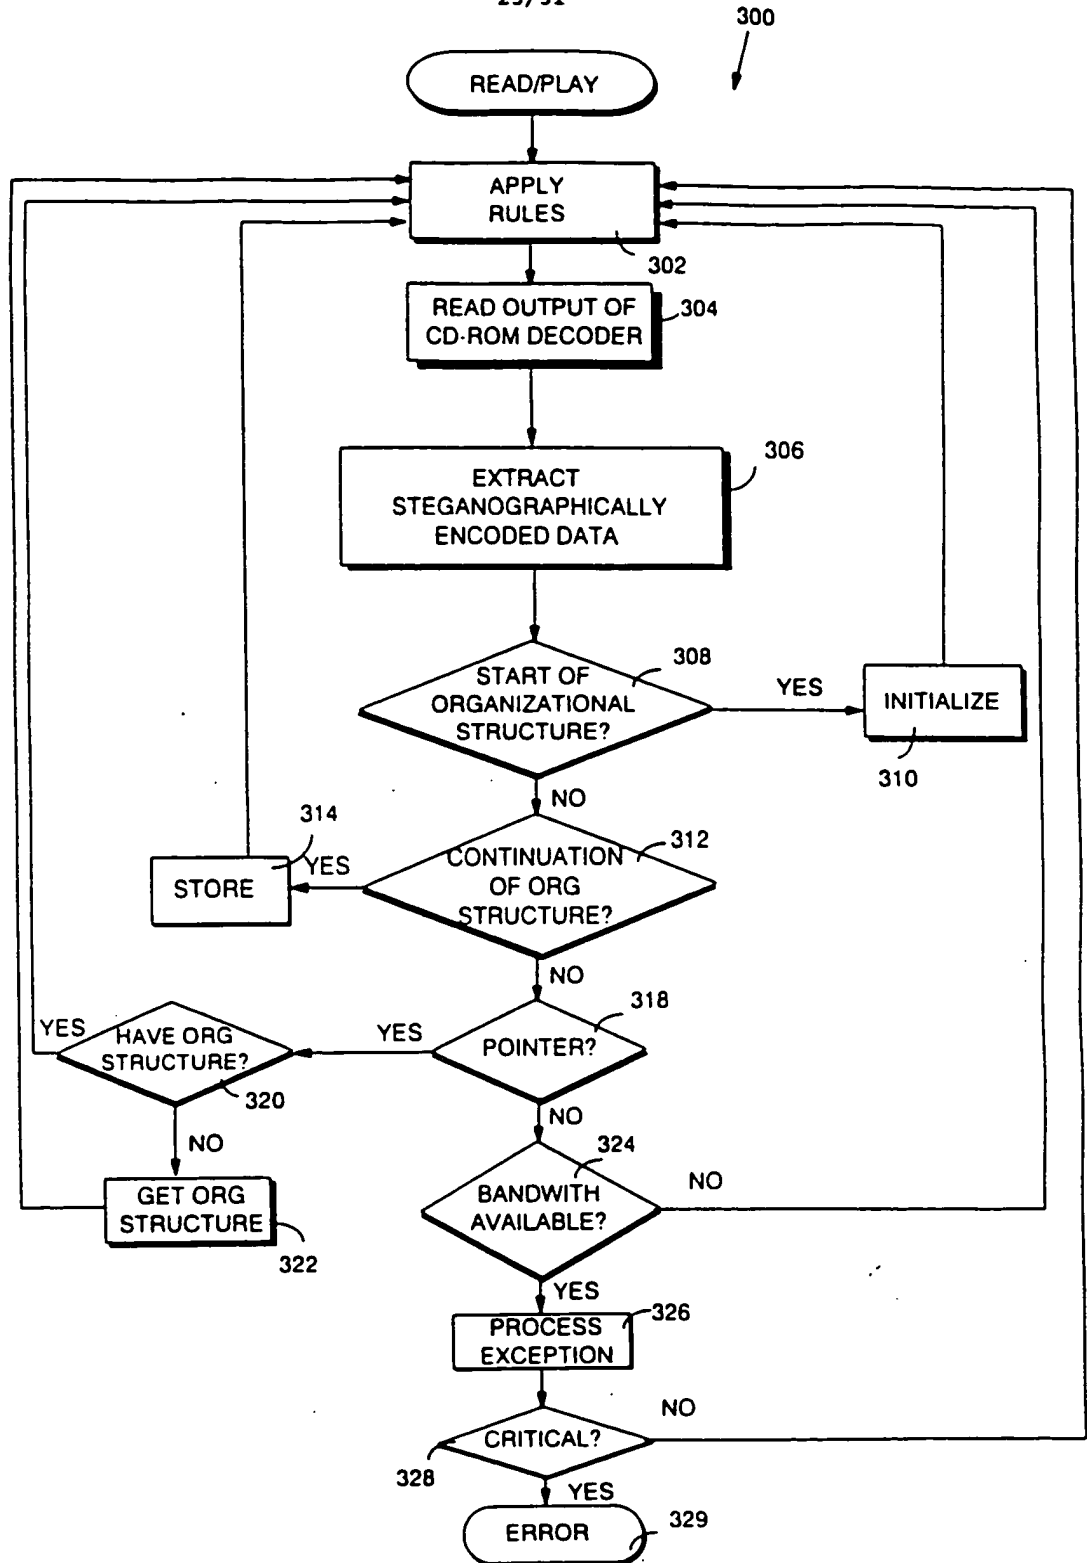 300
READ/PLAY
APPLY
RULES
302
READ OUTPUT OF
CD-ROM DECODER
304
EXTRACT
STEGANOGRAPHICALLY
ENCODED DATA
306
START OF
ORGANIZATIONAL
STRUCTURE?
308
YES
INITIALIZE
310
NO
CONTINUATION
OF ORG
STRUCTURE?
312
YES
314
STORE
NO
POINTER?
318
YES
HAVE ORG
STRUCTURE?
320
YES
NO
GET ORG
STRUCTURE
322
NO
BANDWITH
AVAILABLE?
324
NO
YES
PROCESS
EXCEPTION
326
CRITICAL?
328
NO
YES
ERROR
329